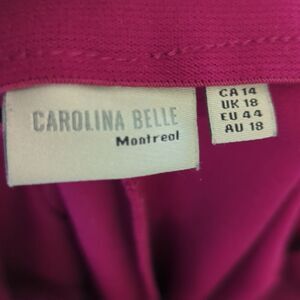 CAROLINA BELLE
Montreal
CA 14
UK 18
EU 44
AU 18